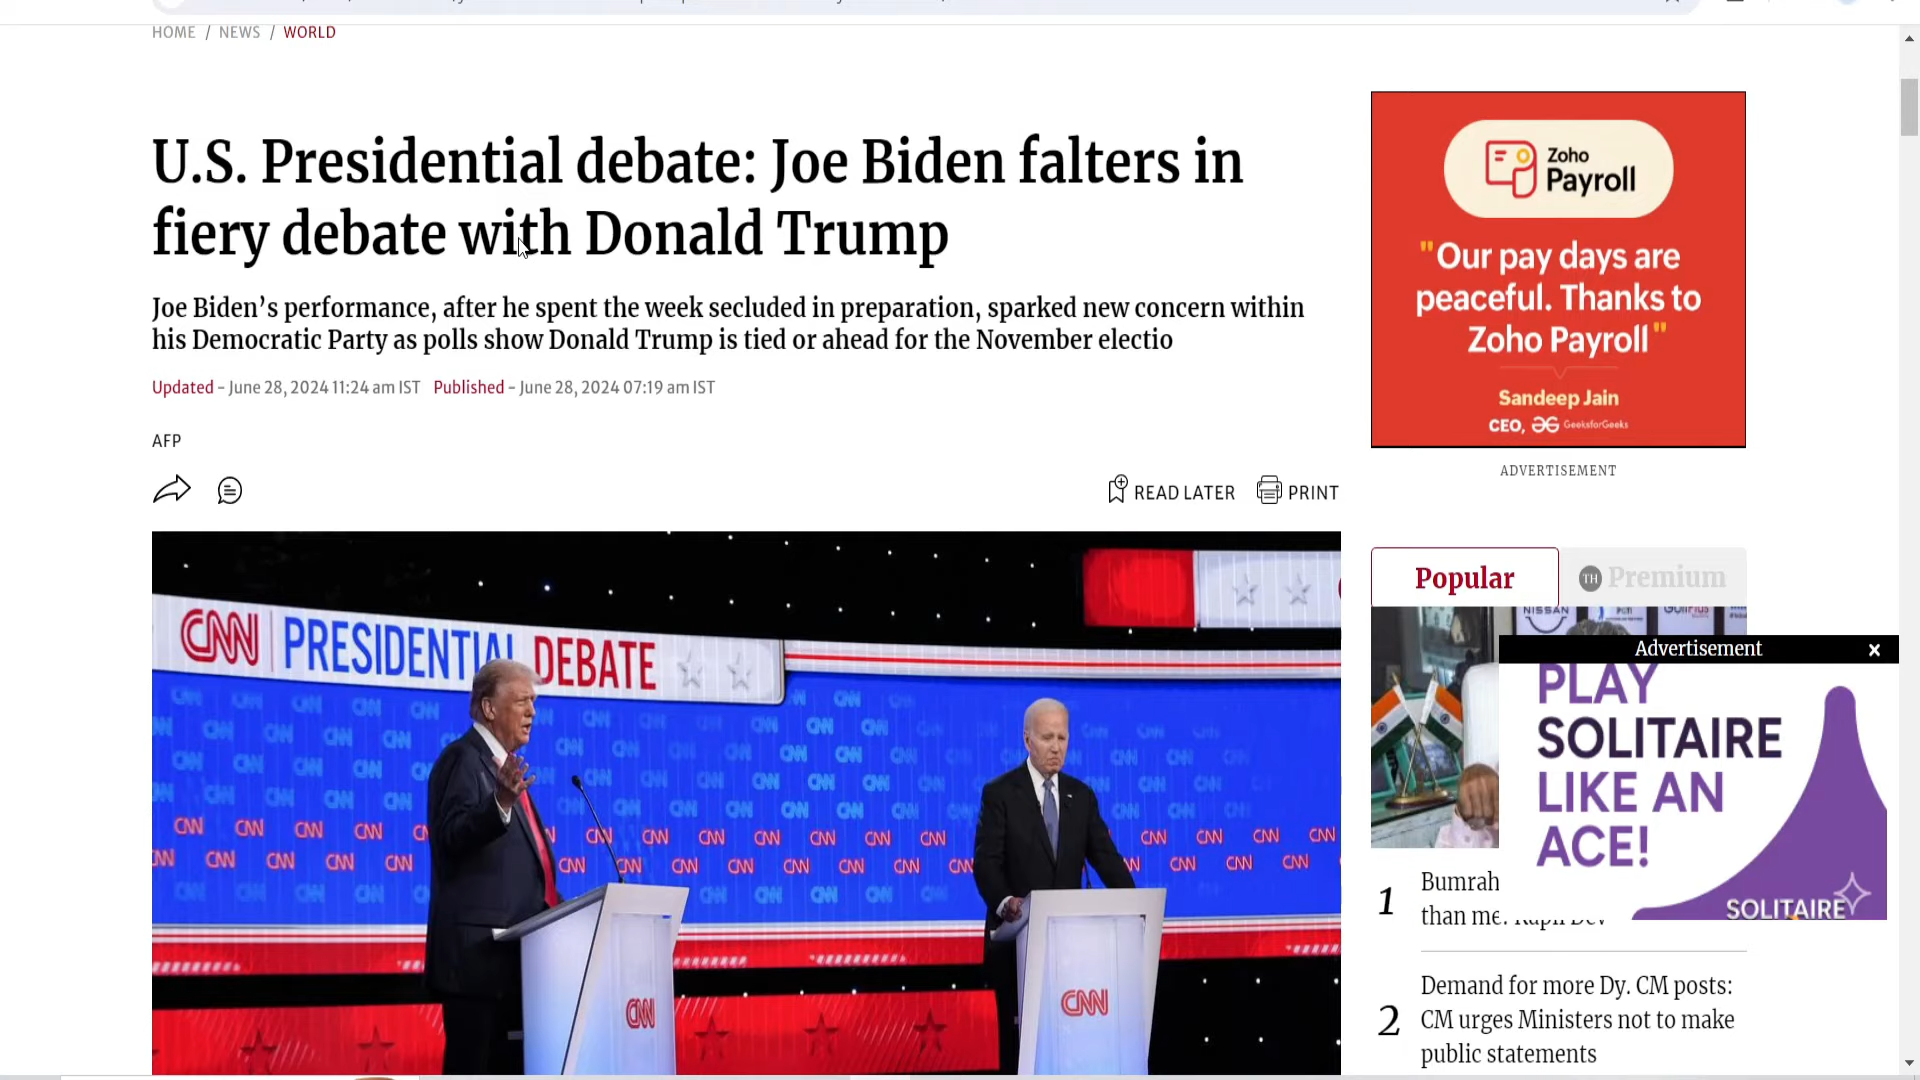 HOME / NEWS / WORLD
U.S. Presidential debate: Joe Biden falters in
fiery debate with Donald Trump
Joe Biden’s performance, after he spent the week secluded in preparation, sparked new concern within
his Democratic Party as polls show Donald Trump is tied or ahead for the November electio
Updated - June 28, 2024 11:24 am IST Published - June 28, 2024 07:19 am IST
AFP
READ LATER PRINT
CNN PRESIDENTIAL DEBATE
CNN
CNN
Zoho
Payroll
"Our pay days are
peaceful. Thanks to
Zoho Payroll"
Sandeep Jain
CEO, GeeksforGeeks
ADVERTISEMENT
Popular
TH Premium
NISSAN
Advertisement ×
PLAY
SOLITAIRE
LIKE AN
ACE!
SOLITAIRE
1 Bumrah
than me
2 Demand for more Dy. CM posts:
CM urges Ministers not to make
public statements